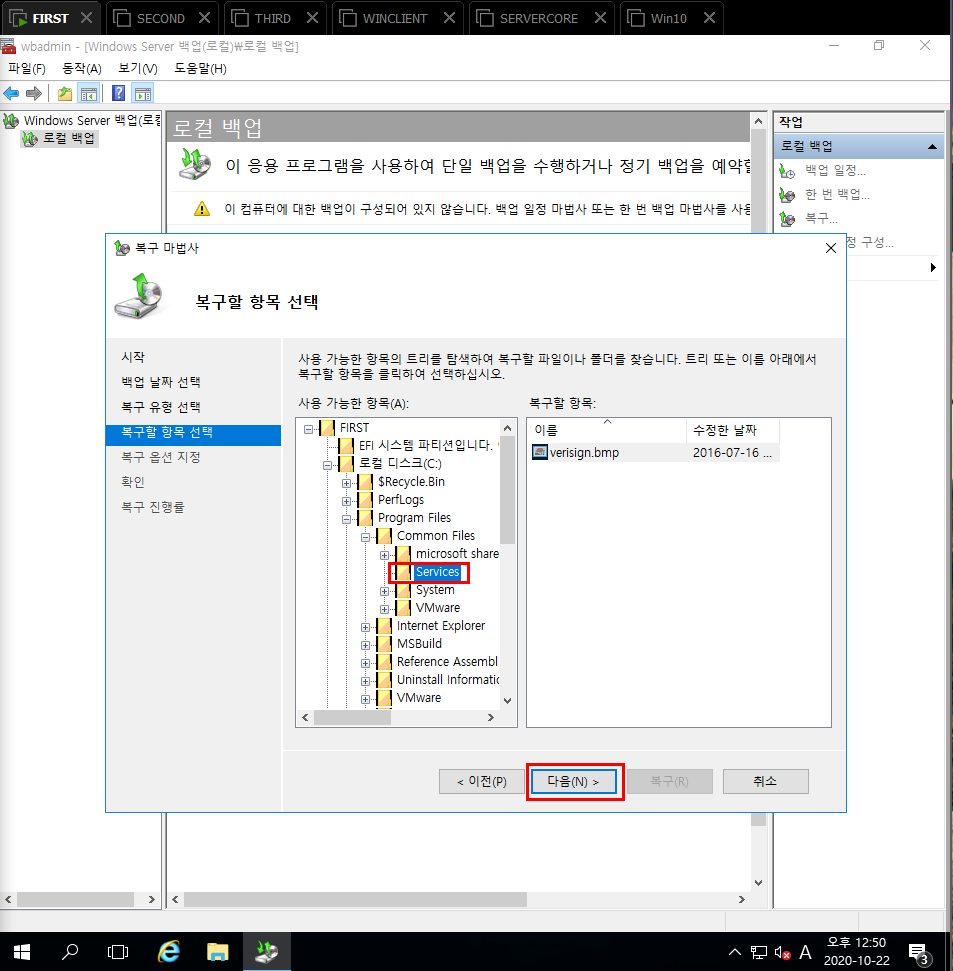 FIRST
SECOND
THIRD
WINCLIENT
SERVERCORE
Win10
wbadmin - [Windows Server 백업(로컬)₩로컬 백업]
파일(F) 동작(A) 보기(V) 도움말(H)
Windows Server 백업(로컬
로컬 백업
로컬 백업
이 응용 프로그램을 사용하여 단일 백업을 수행하거나 정기 백업을 예약할
이 컴퓨터에 대한 백업이 구성되어 있지 않습니다. 백업 일정 마법사 또는 한 번 백업 마법사를 사용
작업
로컬 백업
백업 일정...
한 번 백업...
복구...
정 구성...
복구 마법사
복구할 항목 선택
시작
백업 날짜 선택
복구 유형 선택
복구할 항목 선택
복구 옵션 지정
확인
복구 진행률
사용 가능한 항목의 트리를 탐색하여 복구할 파일이나 폴더를 찾습니다. 트리 또는 이름 아래에서
복구할 항목을 클릭하여 선택하십시오.
사용 가능한 항목(A):
FIRST
EFI 시스템 파티션입니다.
로컬 디스크(C:)
$Recycle.Bin
PerfLogs
Program Files
Common Files
microsoft share
Services
System
VMware
Internet Explorer
MSBuild
Reference Assembl
Uninstall Informatic
VMware
복구할 항목:
이름 수정한 날짜
verisign.bmp 2016-07-16 ...
< 이전(P)
다음(N) >
복구(R)
취소
A
오후 12:50
2020-10-22
3